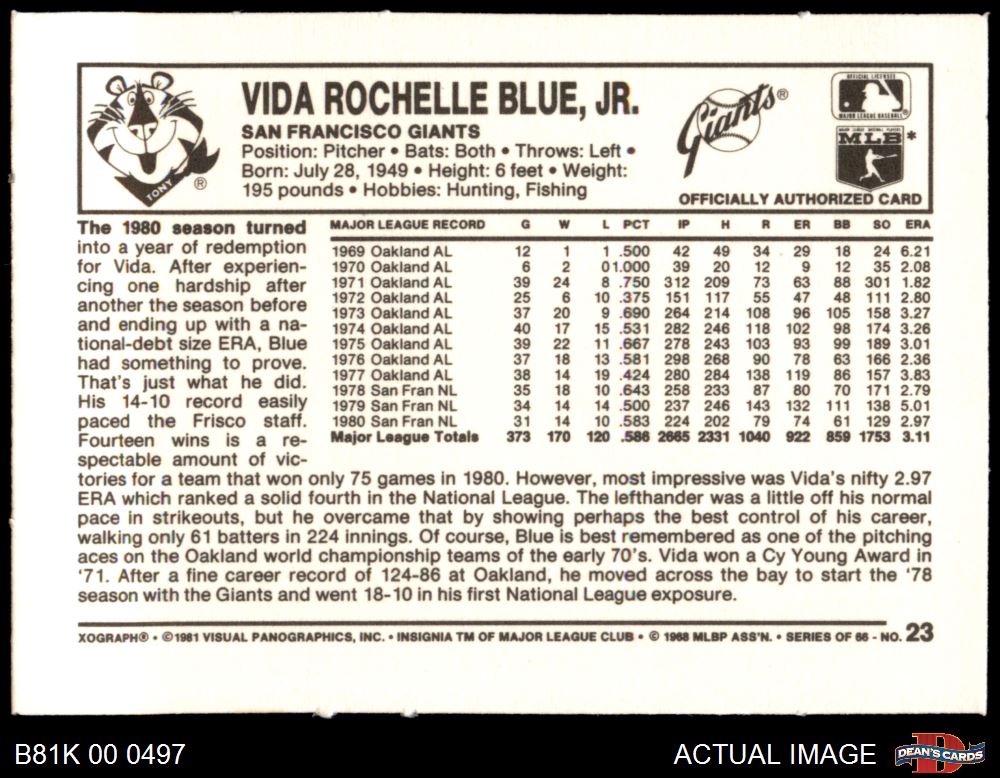 VIDA ROCHELLE BLUE, JR.
SAN FRANCISCO GIANTS
Position: Pitcher • Bats: Both • Throws: Left •
Born: July 28, 1949 • Height: 6 feet • Weight:
195 pounds • Hobbies: Hunting, Fishing
TONY
®
Giants®
OFFICIAL LICENSEE
MAJOR LEAGUE BASEBALL
MLB*
OFFICIALLY AUTHORIZED CARD
The 1980 season turned
into a year of redemption
for Vida. After experien-
cing one hardship after
another the season before
and ending up with a na-
tional-debt size ERA, Blue
had something to prove.
That's just what he did.
His 14-10 record easily
paced the Frisco staff.
Fourteen wins is a re-
spectable amount of vic-
MAJOR LEAGUE RECORD G W L PCT IP H R ER BB SO ERA
1969 Oakland AL 12 1 1 .500 42 49 34 29 18 24 6.21
1970 Oakland AL 6 2 0 1.000 39 20 12 9 12 35 2.08
1971 Oakland AL 39 24 8 .750 312 209 73 63 88 301 1.82
1972 Oakland AL 25 6 10 .375 151 117 55 47 48 111 2.80
1973 Oakland AL 37 20 9 .690 264 214 108 96 105 158 3.27
1974 Oakland AL 40 17 15 .531 282 246 118 102 98 174 3.26
1975 Oakland AL 39 22 11 .667 278 243 103 93 99 189 3.01
1976 Oakland AL 37 18 13 .581 298 268 90 78 63 166 2.36
1977 Oakland AL 38 14 19 .424 280 284 138 119 86 157 3.83
1978 San Fran NL 35 18 10 .643 258 233 87 80 70 171 2.79
1979 San Fran NL 34 14 14 .500 237 246 143 132 111 138 5.01
1980 San Fran NL 31 14 10 .583 224 202 79 74 61 129 2.97
Major League Totals 373 170 120 .586 2665 2331 1040 922 859 1753 3.11
tories for a team that won only 75 games in 1980. However, most impressive was Vida's nifty 2.97
ERA which ranked a solid fourth in the National League. The lefthander was a little off his normal
pace in strikeouts, but he overcame that by showing perhaps the best control of his career,
walking only 61 batters in 224 innings. Of course, Blue is best remembered as one of the pitching
aces on the Oakland world championship teams of the early 70's. Vida won a Cy Young Award in
'71. After a fine career record of 124-86 at Oakland, he moved across the bay to start the '78
season with the Giants and went 18-10 in his first National League exposure.
XOGRAPH® • ©1981 VISUAL PANOGRAPHICS, INC. • INSIGNIA TM OF MAJOR LEAGUE CLUB • © 1968 MLBP ASS'N. • SERIES OF 66 - NO. 23
B81K 00 0497
ACTUAL IMAGE
DEAN'S CARDS